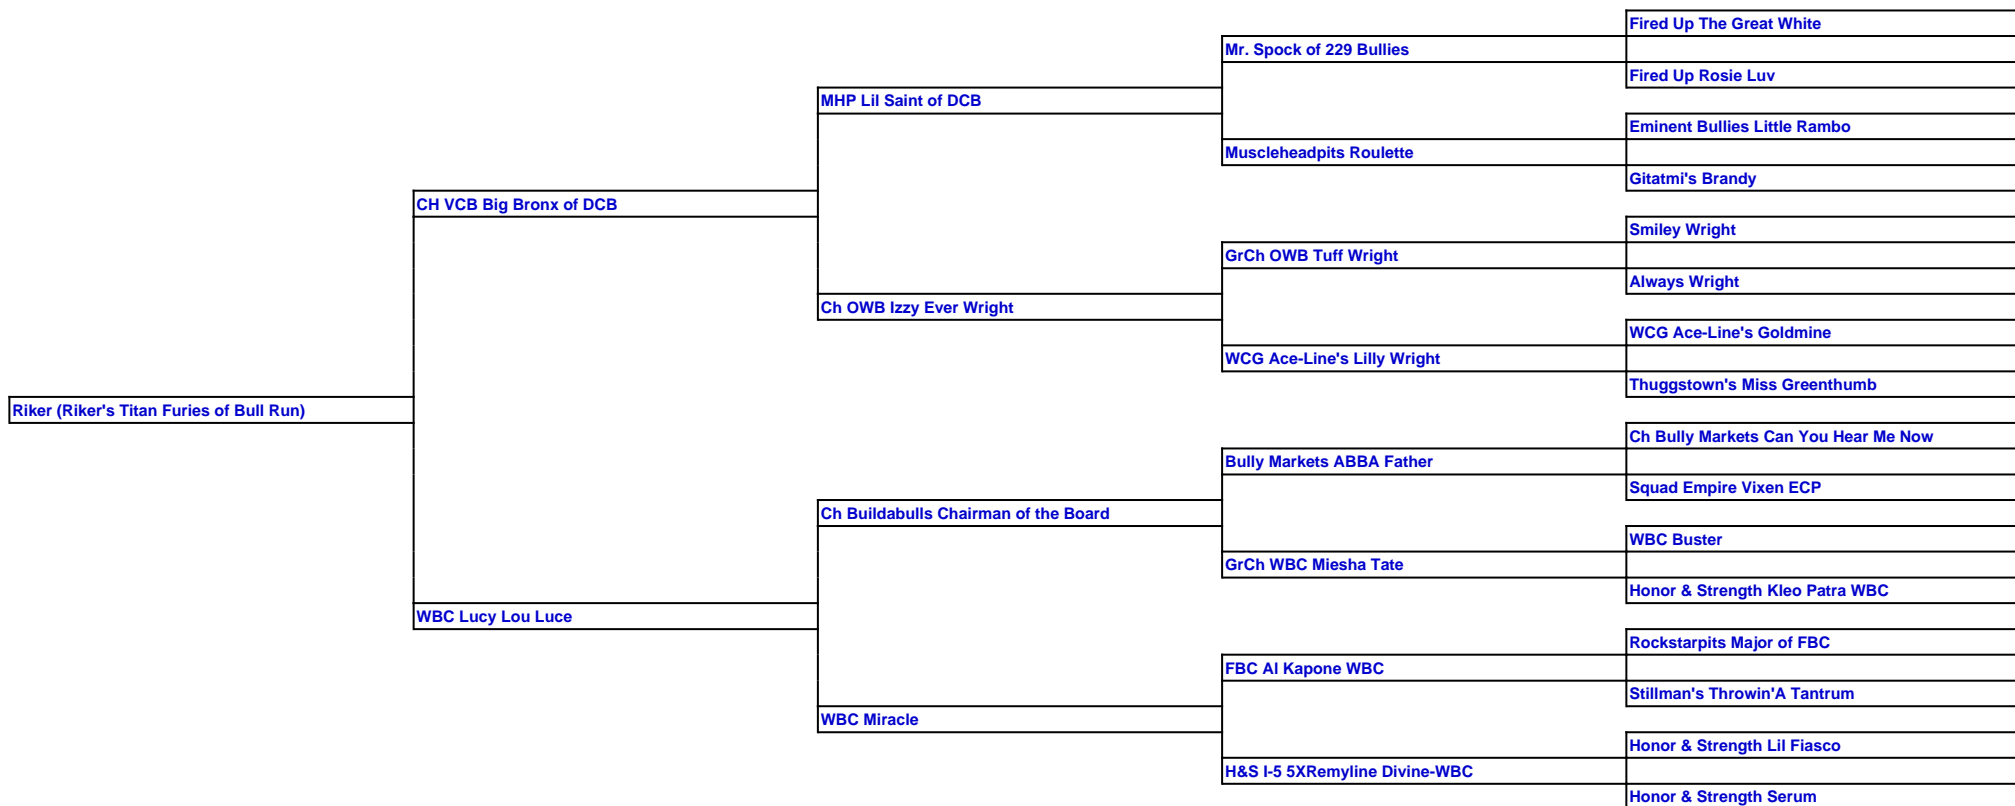 Fired Up The Great White
Mr. Spock of 229 Bullies
Fired Up Rosie Luv
MHP Lil Saint of DCB
Eminent Bullies Little Rambo
Muscleheadpits Roulette
Gitatmi's Brandy
CH VCB Big Bronx of DCB
Smiley Wright
GrCh OWB Tuff Wright
Always Wright
Ch OWB Izzy Ever Wright
WCG Ace-Line's Goldmine
WCG Ace-Line's Lilly Wright
Thuggstown's Miss Greenthumb
Riker (Riker's Titan Furies of Bull Run)
Ch Bully Markets Can You Hear Me Now
Bully Markets ABBA Father
Squad Empire Vixen ECP
Ch Buildabulls Chairman of the Board
WBC Buster
GrCh WBC Miesha Tate
Honor & Strength Kleo Patra WBC
WBC Lucy Lou Luce
Rockstarpits Major of FBC
FBC Al Kapone WBC
Stillman's Throwin'A Tantrum
WBC Miracle
Honor & Strength Lil Fiasco
H&S I-5 5XRemyline Divine-WBC
Honor & Strength Serum